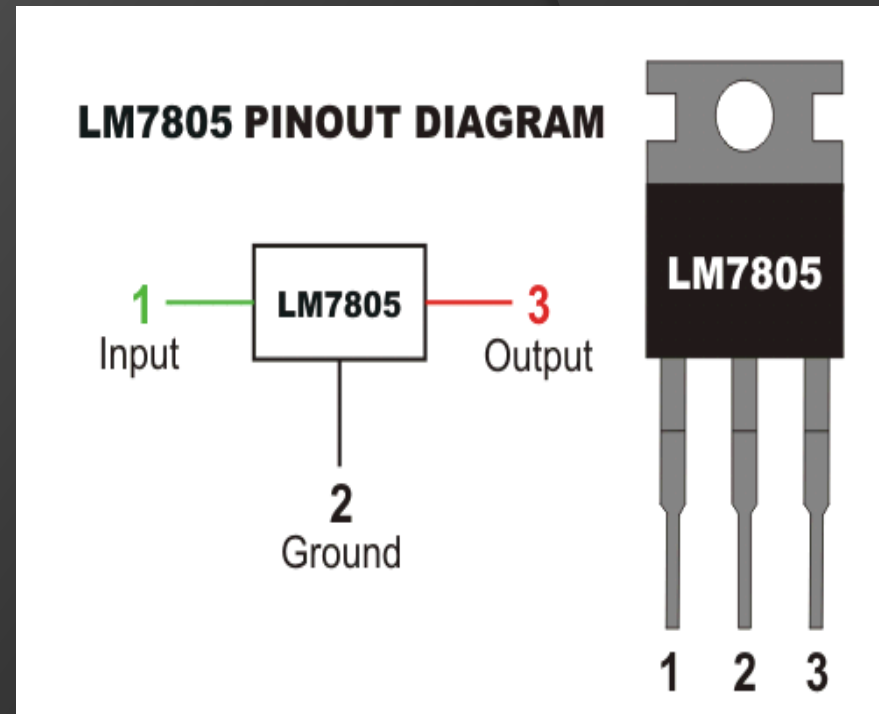 LM7805 PINOUT DIAGRAM
LM7805
1
Input
LM7805
3
Output
2
Ground
1 2 3